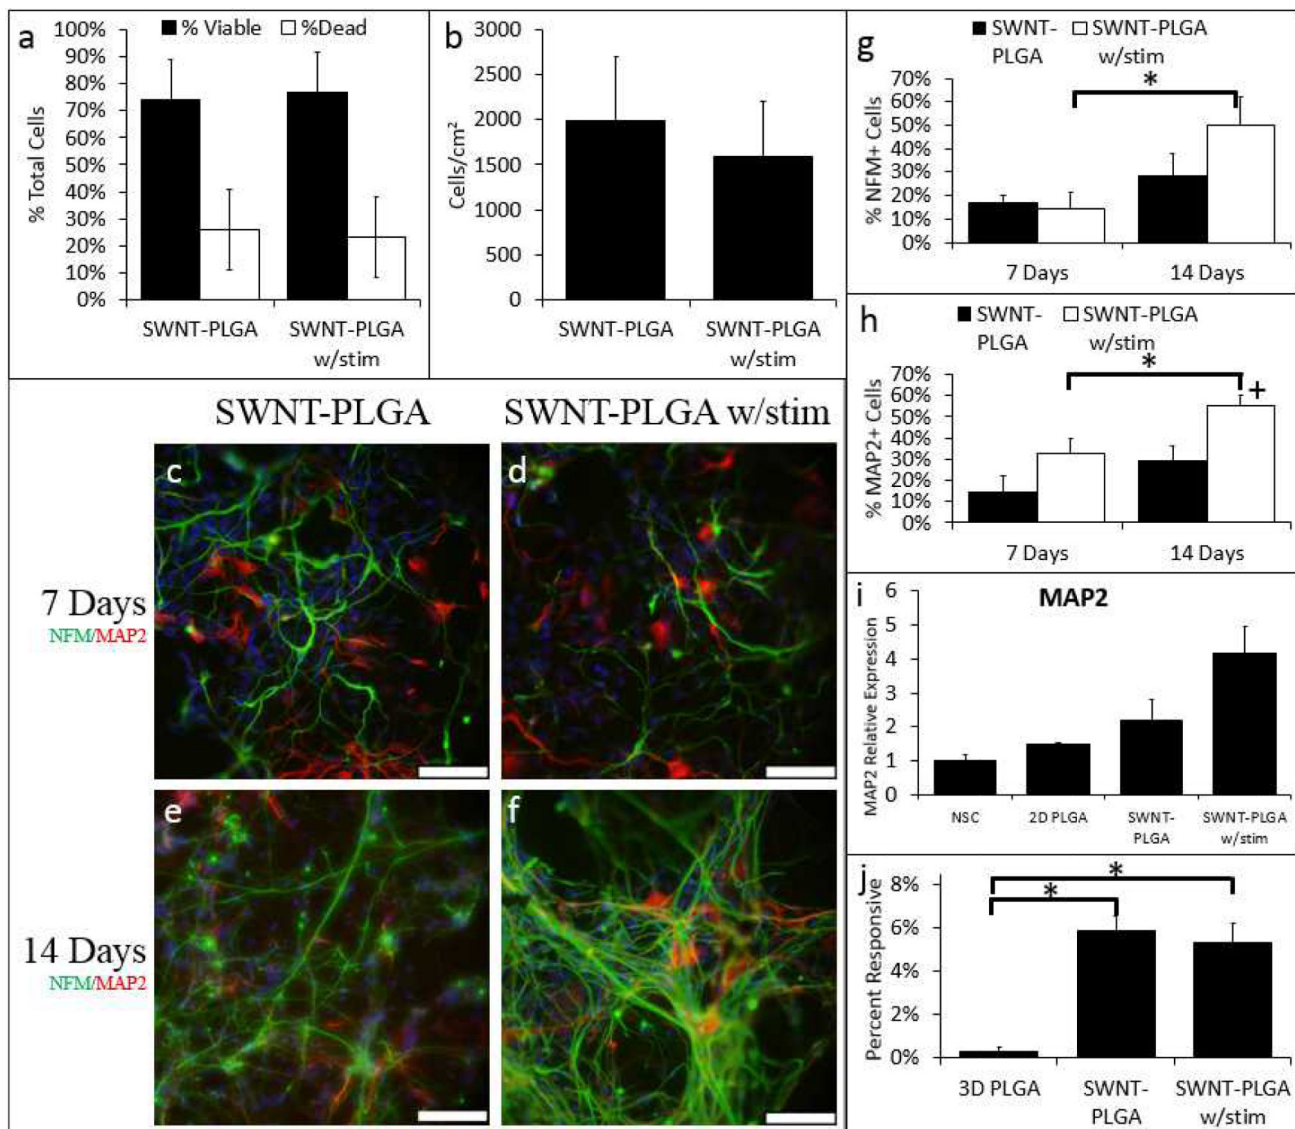 a
■ % Viable □ %Dead
% Total Cells
100%
90%
80%
70%
60%
50%
40%
30%
20%
10%
0%
SWNT-PLGA
SWNT-PLGA
w/stim
b
Cells/cm²
3000
2500
2000
1500
1000
500
0
SWNT-PLGA
SWNT-PLGA
w/stim
SWNT-PLGA
SWNT-PLGA w/stim
7 Days
NFM/MAP2
c
d
14 Days
NFM/MAP2
e
f
g
■ SWNT-
PLGA
□ SWNT-PLGA
w/stim
% NFM+ Cells
70%
60%
50%
40%
30%
20%
10%
0%
*
7 Days
14 Days
h
■ SWNT-
PLGA
□ SWNT-PLGA
w/stim
% MAP2+ Cells
70%
60%
50%
40%
30%
20%
10%
0%
*
+
7 Days
14 Days
i
MAP2
MAP2 Relative Expression
6
5
4
3
2
1
0
NSC
2D PLGA
SWNT-
PLGA
SWNT-PLGA
w/stim
j
Percent Responsive
8%
6%
4%
2%
0%
*
*
3D PLGA
SWNT-
PLGA
SWNT-PLGA
w/stim